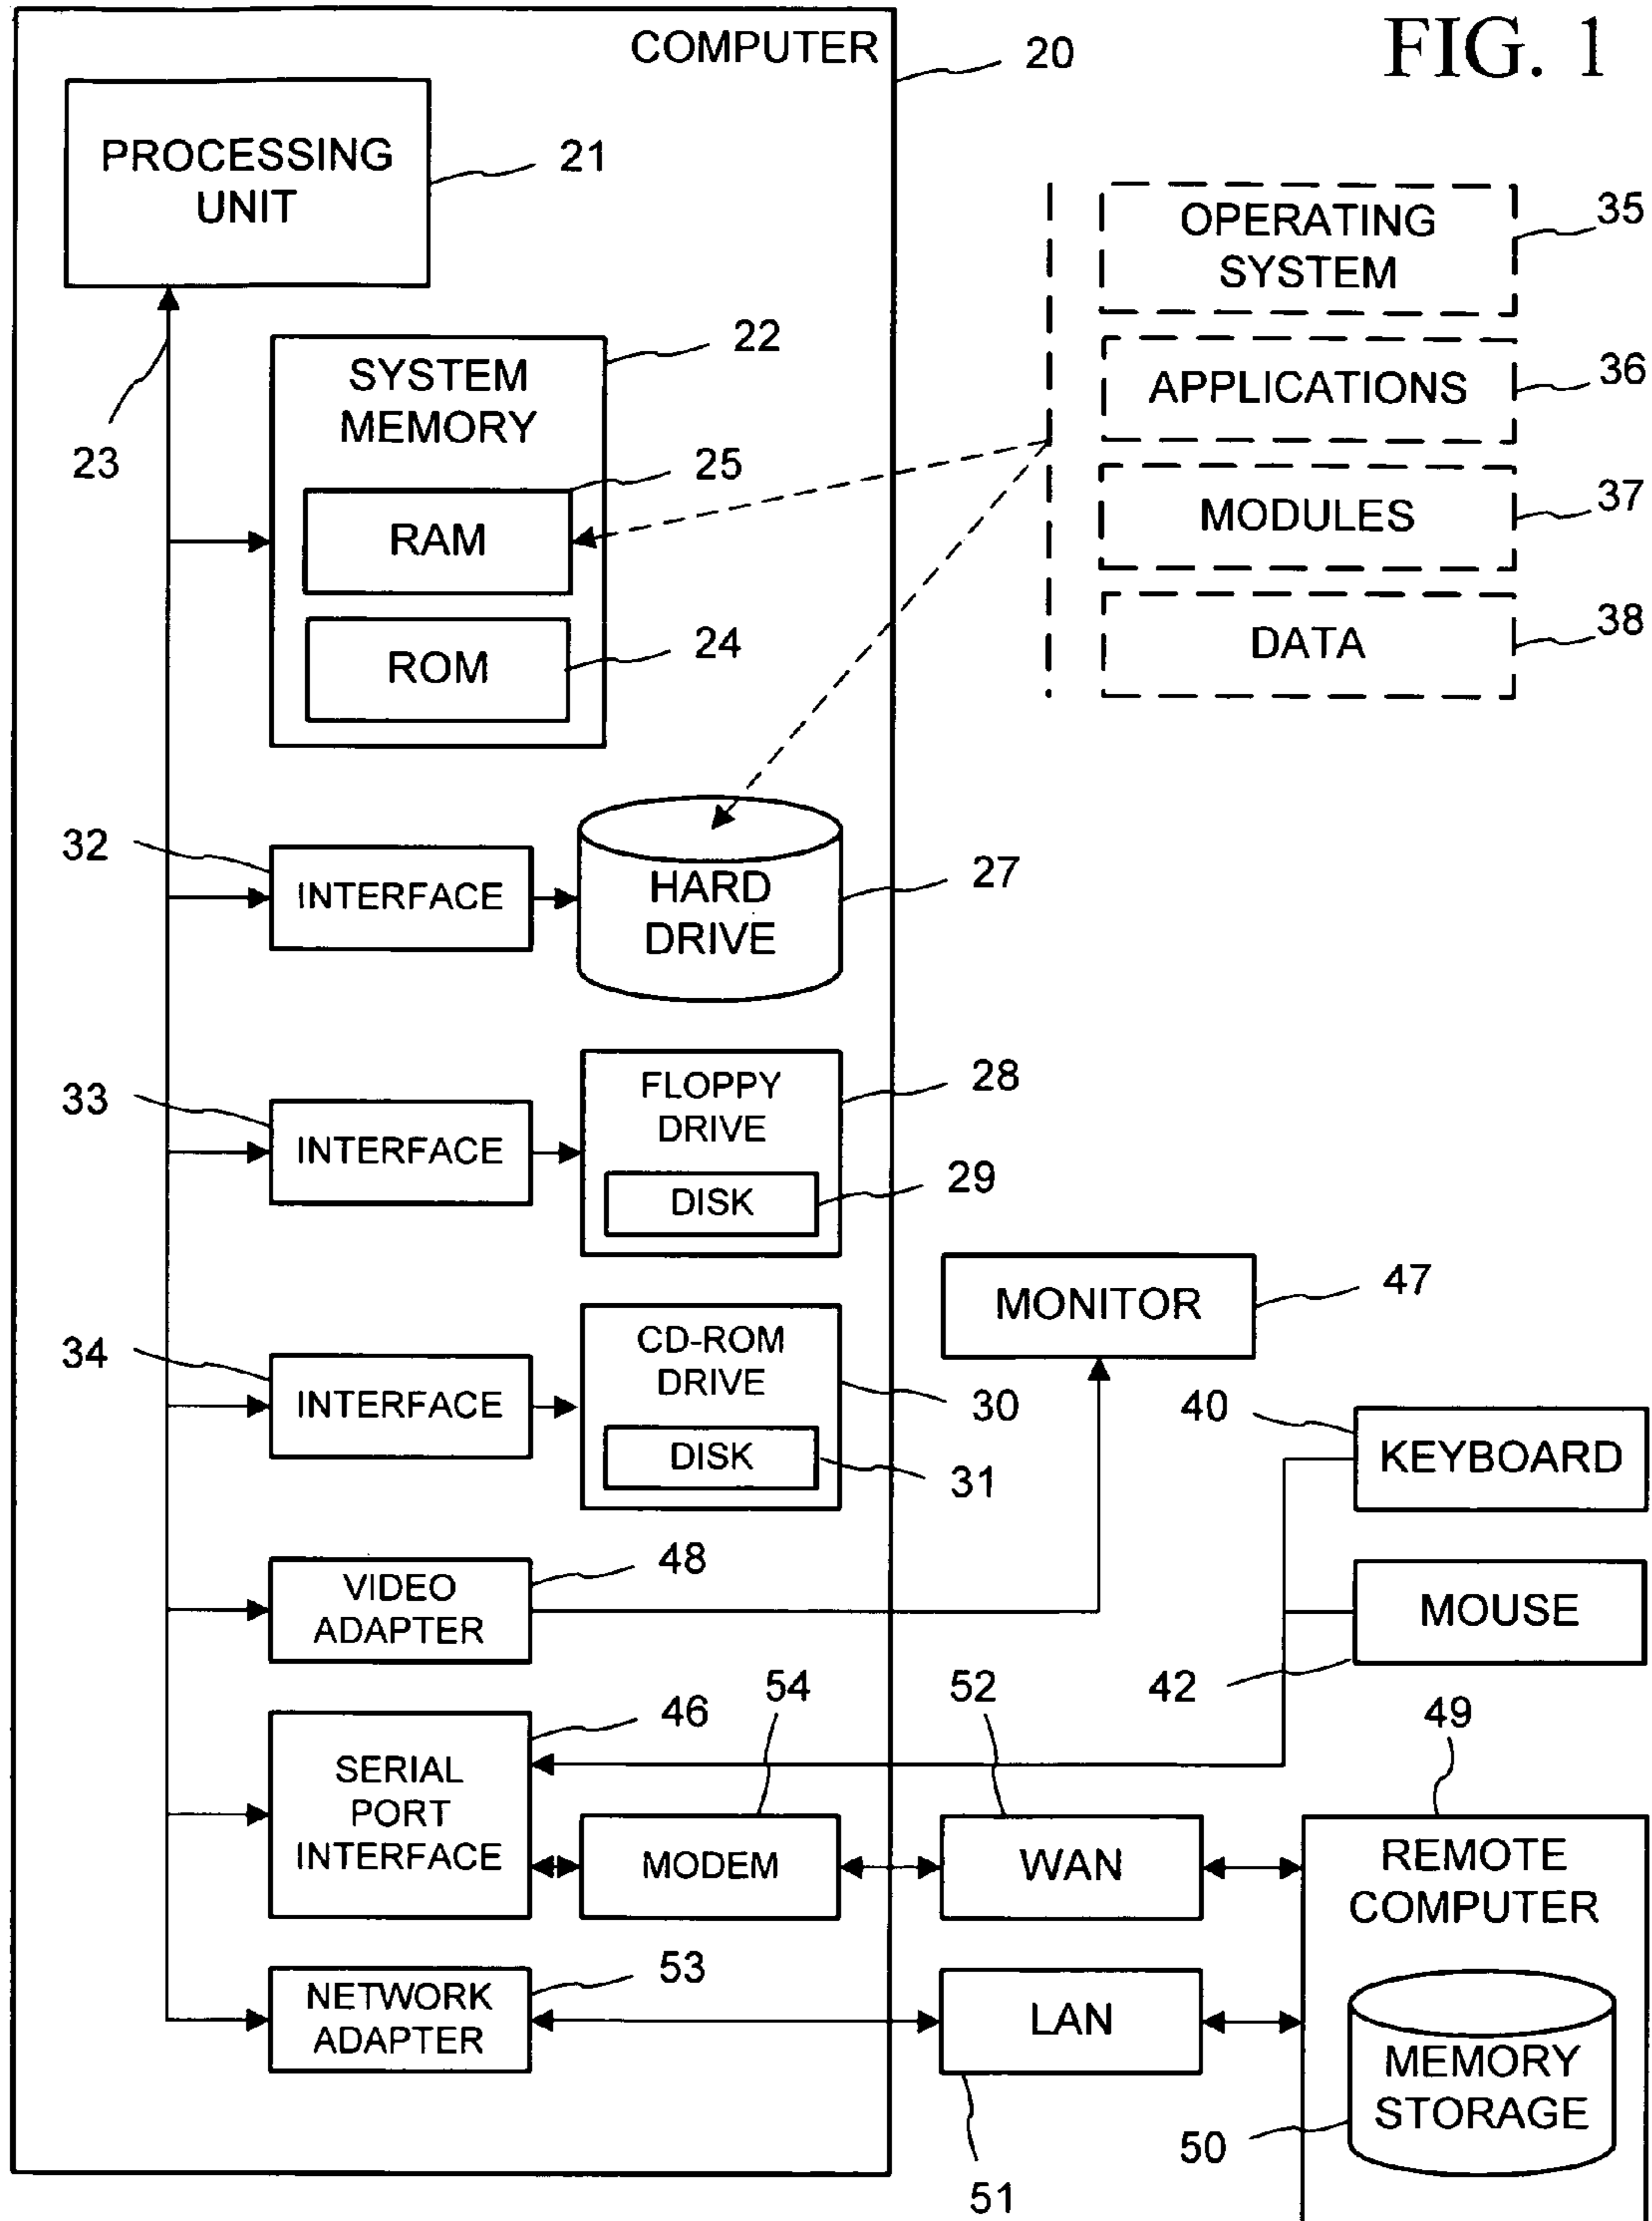 FIG. 1
COMPUTER
20
PROCESSING
UNIT
21
23
SYSTEM
MEMORY
22
25
RAM
24
ROM
OPERATING
SYSTEM
35
APPLICATIONS
36
MODULES
37
DATA
38
32
INTERFACE
HARD
DRIVE
27
33
INTERFACE
FLOPPY
DRIVE
28
DISK
29
34
INTERFACE
CD-ROM
DRIVE
30
DISK
31
MONITOR
47
40
KEYBOARD
MOUSE
42
VIDEO
ADAPTER
48
SERIAL
PORT
INTERFACE
46
54
MODEM
52
WAN
49
REMOTE
COMPUTER
NETWORK
ADAPTER
53
LAN
51
MEMORY
STORAGE
50